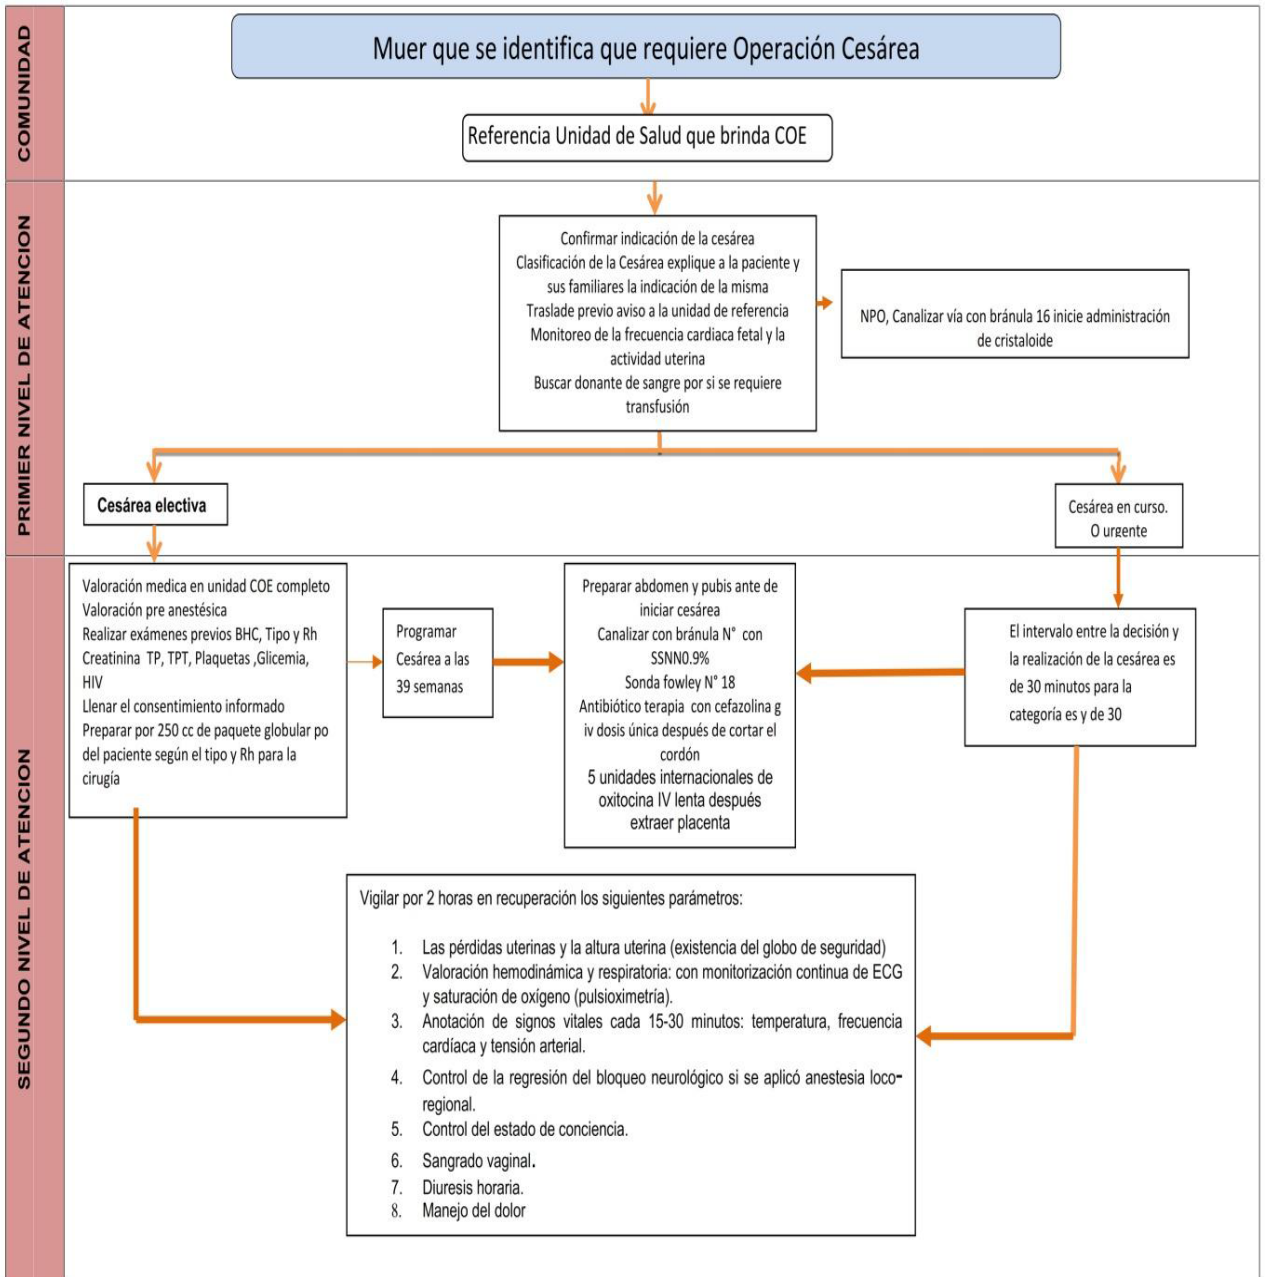 COMUNIDAD
Muer que se identifica que requiere Operación Cesárea
Referencia Unidad de Salud que brinda COE
PRIMIER NIVEL DE ATENCION
Confirmar indicación de la cesárea
Clasificación de la Cesárea explique a la paciente y
sus familiares la indicación de la misma
Traslade previo aviso a la unidad de referencia
Monitoreo de la frecuencia cardiaca fetal y la
actividad uterina
Buscar donante de sangre por si se requiere
transfusión
NPO, Canalizar vía con bránula 16 inicie administración
de cristaloide
Cesárea electiva
Cesárea en curso.
O urgente
SEGUNDO NIVEL DE ATENCION
Valoración medica en unidad COE completo
Valoración pre anestésica
Realizar exámenes previos BHC, Tipo y Rh
Creatinina TP, TPT, Plaquetas ,Glicemia,
HIV
Llenar el consentimiento informado
Preparar por 250 cc de paquete globular po
del paciente según el tipo y Rh para la
cirugía
Programar
Cesárea a las
39 semanas
Preparar abdomen y pubis ante de
iniciar cesárea
Canalizar con bránula N° con
SSNN0.9%
Sonda fowley N° 18
Antibiótico terapia con cefazolina g
iv dosis única después de cortar el
cordón
5 unidades internacionales de
oxitocina IV lenta después
extraer placenta
El intervalo entre la decisión y
la realización de la cesárea es
de 30 minutos para la
categoría es y de 30
Vigilar por 2 horas en recuperación los siguientes parámetros:
1. Las pérdidas uterinas y la altura uterina (existencia del globo de seguridad)
2. Valoración hemodinámica y respiratoria: con monitorización continua de ECG
y saturación de oxígeno (pulsioximetría).
3. Anotación de signos vitales cada 15-30 minutos: temperatura, frecuencia
cardíaca y tensión arterial.
4. Control de la regresión del bloqueo neurológico si se aplicó anestesia loco-
regional.
5. Control del estado de conciencia.
6. Sangrado vaginal.
7. Diuresis horaria.
8. Manejo del dolor